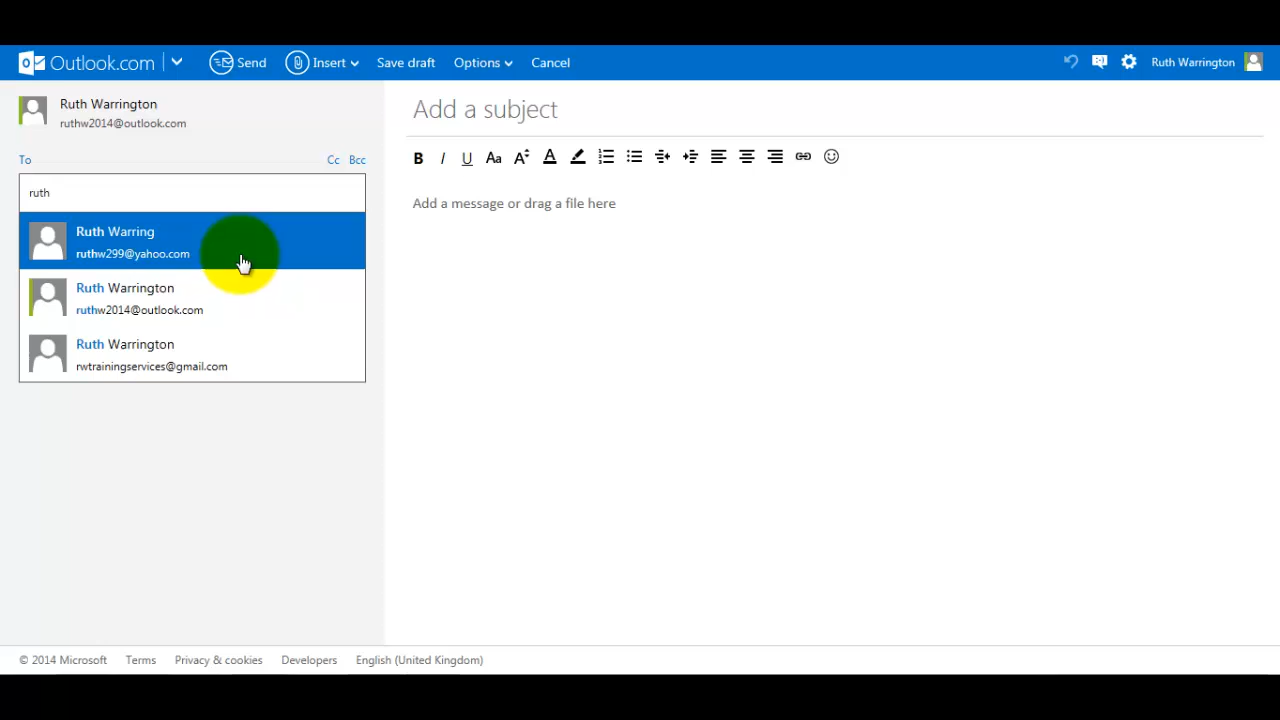 Outlook.com Send Insert Save draft Options Cancel Ruth Warrington
Ruth Warrington
ruthw2014@outlook.com
To Cc Bcc
ruth
Ruth Warring
ruthw299@yahoo.com
Ruth Warrington
ruthw2014@outlook.com
Ruth Warrington
rwtrainingservices@gmail.com
Add a subject
B I U Aa A A
Add a message or drag a file here
© 2014 Microsoft Terms Privacy & cookies Developers English (United Kingdom)